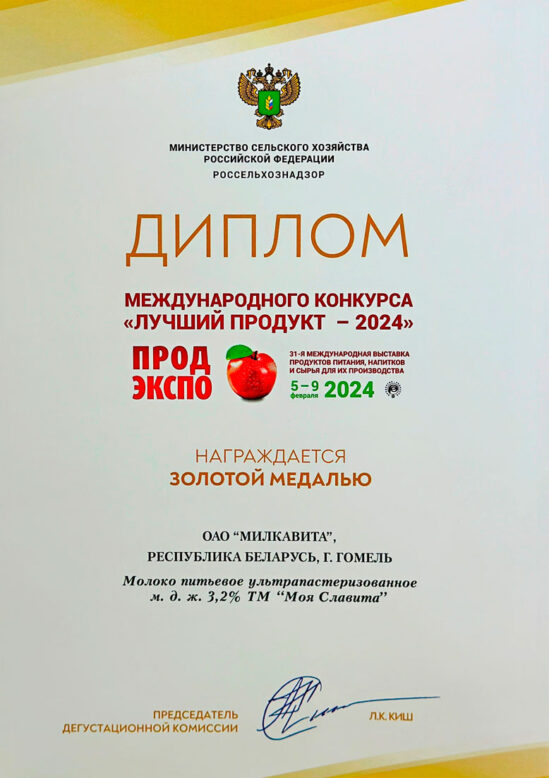 МИНИСТЕРСТВО СЕЛЬСКОГО ХОЗЯЙСТВА
РОССИЙСКОЙ ФЕДЕРАЦИИ
РОССЕЛЬХОЗНАДЗОР
ДИПЛОМ
МЕЖДУНАРОДНОГО КОНКУРСА
«ЛУЧШИЙ ПРОДУКТ – 2024»
ПРОД
ЭКСПО
31-Я МЕЖДУНАРОДНАЯ ВЫСТАВКА
ПРОДУКТОВ ПИТАНИЯ, НАПИТКОВ
И СЫРЬЯ ДЛЯ ИХ ПРОИЗВОДСТВА
5–9
февраля
2024
НАГРАЖДАЕТСЯ
ЗОЛОТОЙ МЕДАЛЬЮ
ОАО “МИЛКАВИТА”,
РЕСПУБЛИКА БЕЛАРУСЬ, Г. ГОМЕЛЬ
Молоко питьевое ультрапастеризованное
м. д. ж. 3,2% ТМ “Моя Славита”
ПРЕДСЕДАТЕЛЬ
ДЕГУСТАЦИОННОЙ КОМИССИИ
Л.К. КИШ